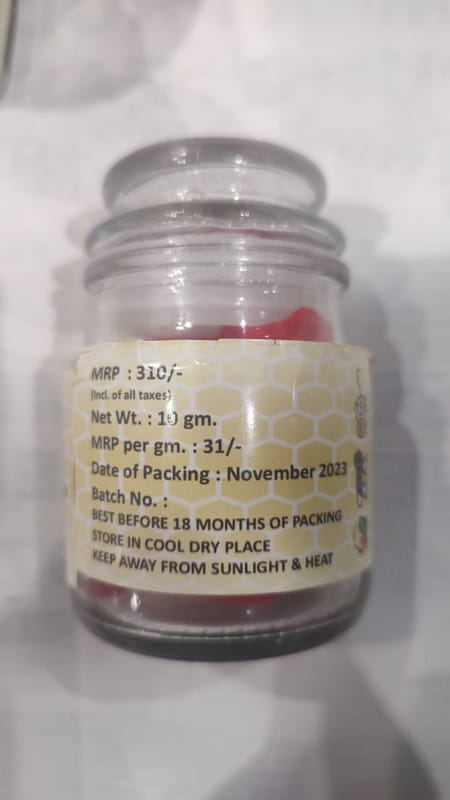 MRP : 310/-
(Incl. of all taxes)
Net Wt. : 10 gm.
MRP per gm. : 31/-
Date of Packing : November 2023
Batch No. :
BEST BEFORE 18 MONTHS OF PACKING
STORE IN COOL DRY PLACE
KEEP AWAY FROM SUNLIGHT & HEAT